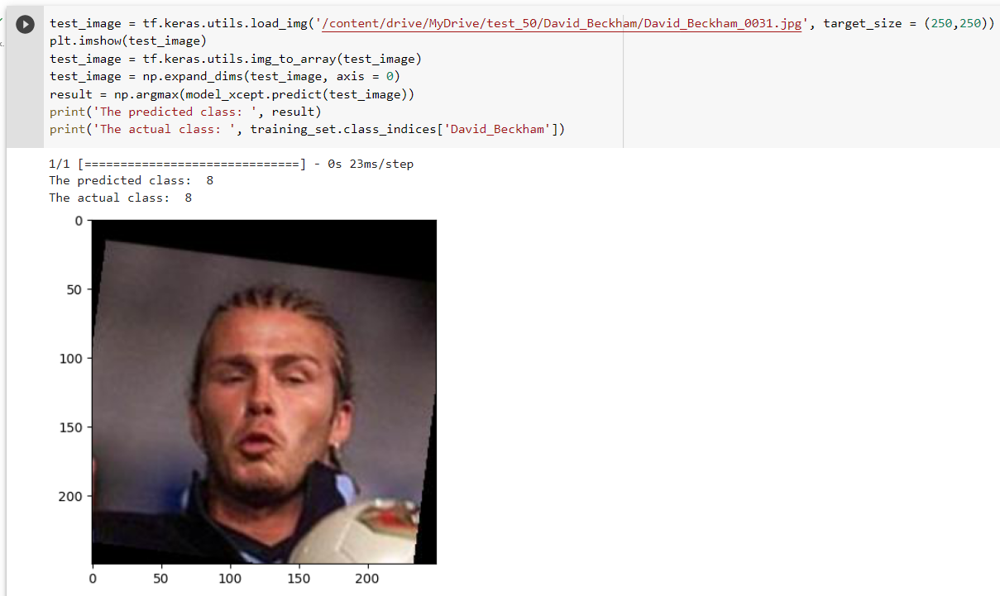 test_image = tf.keras.utils.load_img('/content/drive/MyDrive/test_50/David_Beckham/David_Beckham_0031.jpg', target_size = (250,250))
plt.imshow(test_image)
test_image = tf.keras.utils.img_to_array(test_image)
test_image = np.expand_dims(test_image, axis = 0)
result = np.argmax(model_xcept.predict(test_image))
print('The predicted class: ', result)
print('The actual class: ', training_set.class_indices['David_Beckham'])
1/1 [==============================] - 0s 23ms/step
The predicted class:  8
The actual class:  8
0
50
100
150
200
0 50 100 150 200